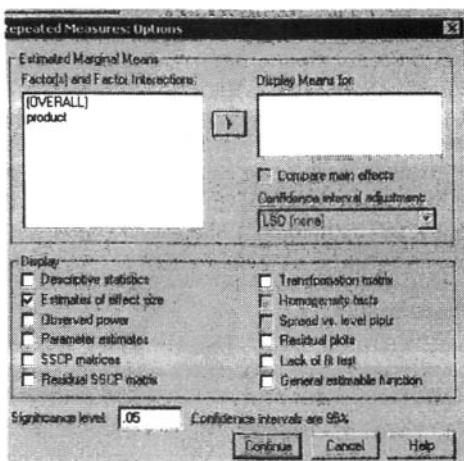 Repeated Measures: Options
Estimated Marginal Means
Factor(s) and Factor Interactions:
(OVERALL)
product
Display Means for:
Compare main effects
Confidence interval adjustment:
LSD (none)
Display
Descriptive statistics
Estimates of effect size
Observed power
Parameter estimates
SSCP matrices
Residual SSCP matrix
Transformation matrix
Homogeneity tests
Spread vs. level plots
Residual plots
Lack of fit test
General estimable function
Significance level: .05 Confidence intervals are 95%
Continue Cancel Help